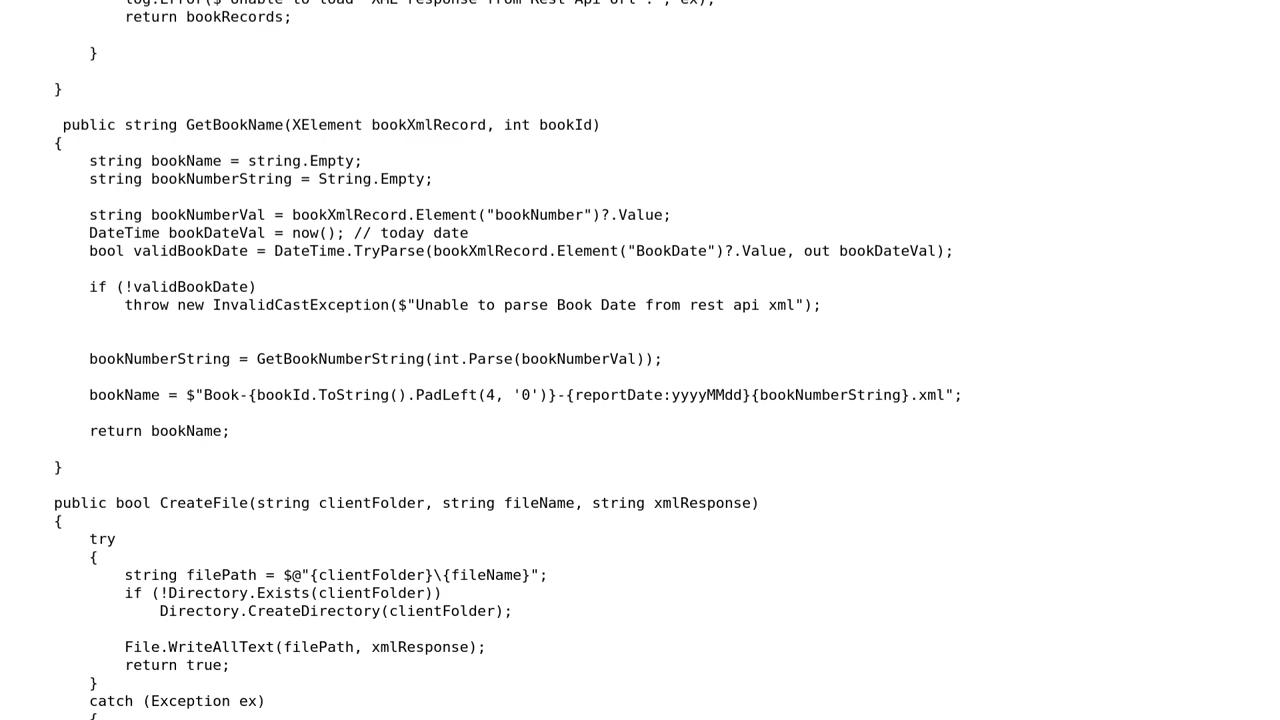 return bookRecords;
}
}
public string GetBookName(XElement bookXmlRecord, int bookId)
{
string bookName = string.Empty;
string bookNumberString = String.Empty;
string bookNumberVal = bookXmlRecord.Element("bookNumber")?.Value;
DateTime bookDateVal = now(); // today date
bool validBookDate = DateTime.TryParse(bookXmlRecord.Element("BookDate")?.Value, out bookDateVal);
if (!validBookDate)
throw new InvalidCastException($"Unable to parse Book Date from rest api xml");
bookNumberString = GetBookNumberString(int.Parse(bookNumberVal));
bookName = $"Book-{bookId.ToString().PadLeft(4, '0')}-{reportDate:yyyyMMdd}{bookNumberString}.xml";
return bookName;
}
public bool CreateFile(string clientFolder, string fileName, string xmlResponse)
{
try
{
string filePath = $@"{clientFolder}\{fileName}";
if (!Directory.Exists(clientFolder))
Directory.CreateDirectory(clientFolder);
File.WriteAllText(filePath, xmlResponse);
return true;
}
catch (Exception ex)
{